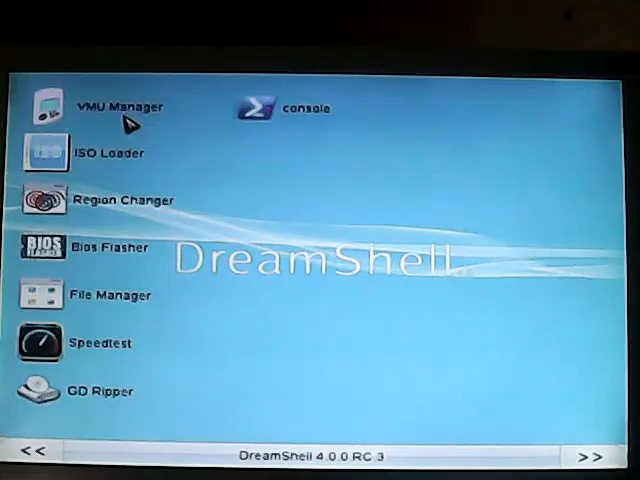 VMU Manager
console
ISO Loader
Region Changer
BIOS
FLASHER
Bios Flasher
DreamShell
File Manager
Speedtest
GD Ripper
<<
DreamShell 4.0.0 RC 3
>>